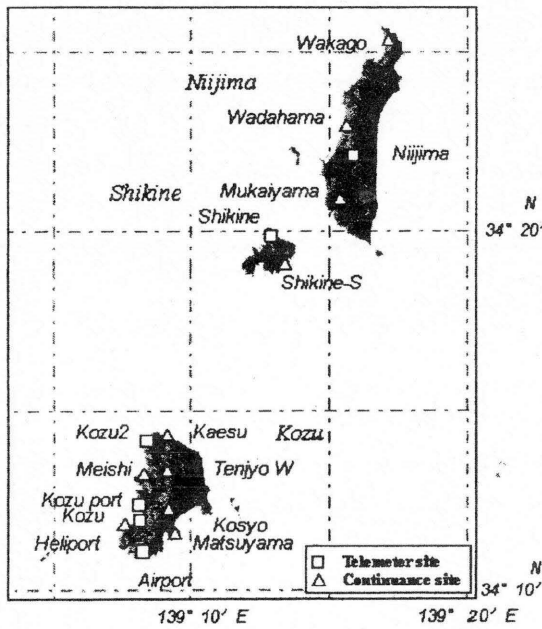 Wakago
Niijima
Wadahama
Niijima
Mukaiyama
Shikine
Shikine
N
34° 20'
Shikine-S
Kozu2
Kaesu
Kozu
Meishi
Tenjyo W
Kozu port
Kozu
Kosyo
Heliport
Matsuyama
Airport
Telemeter site
Continuance site
N
34° 10'
139° 10' E
139° 20' E